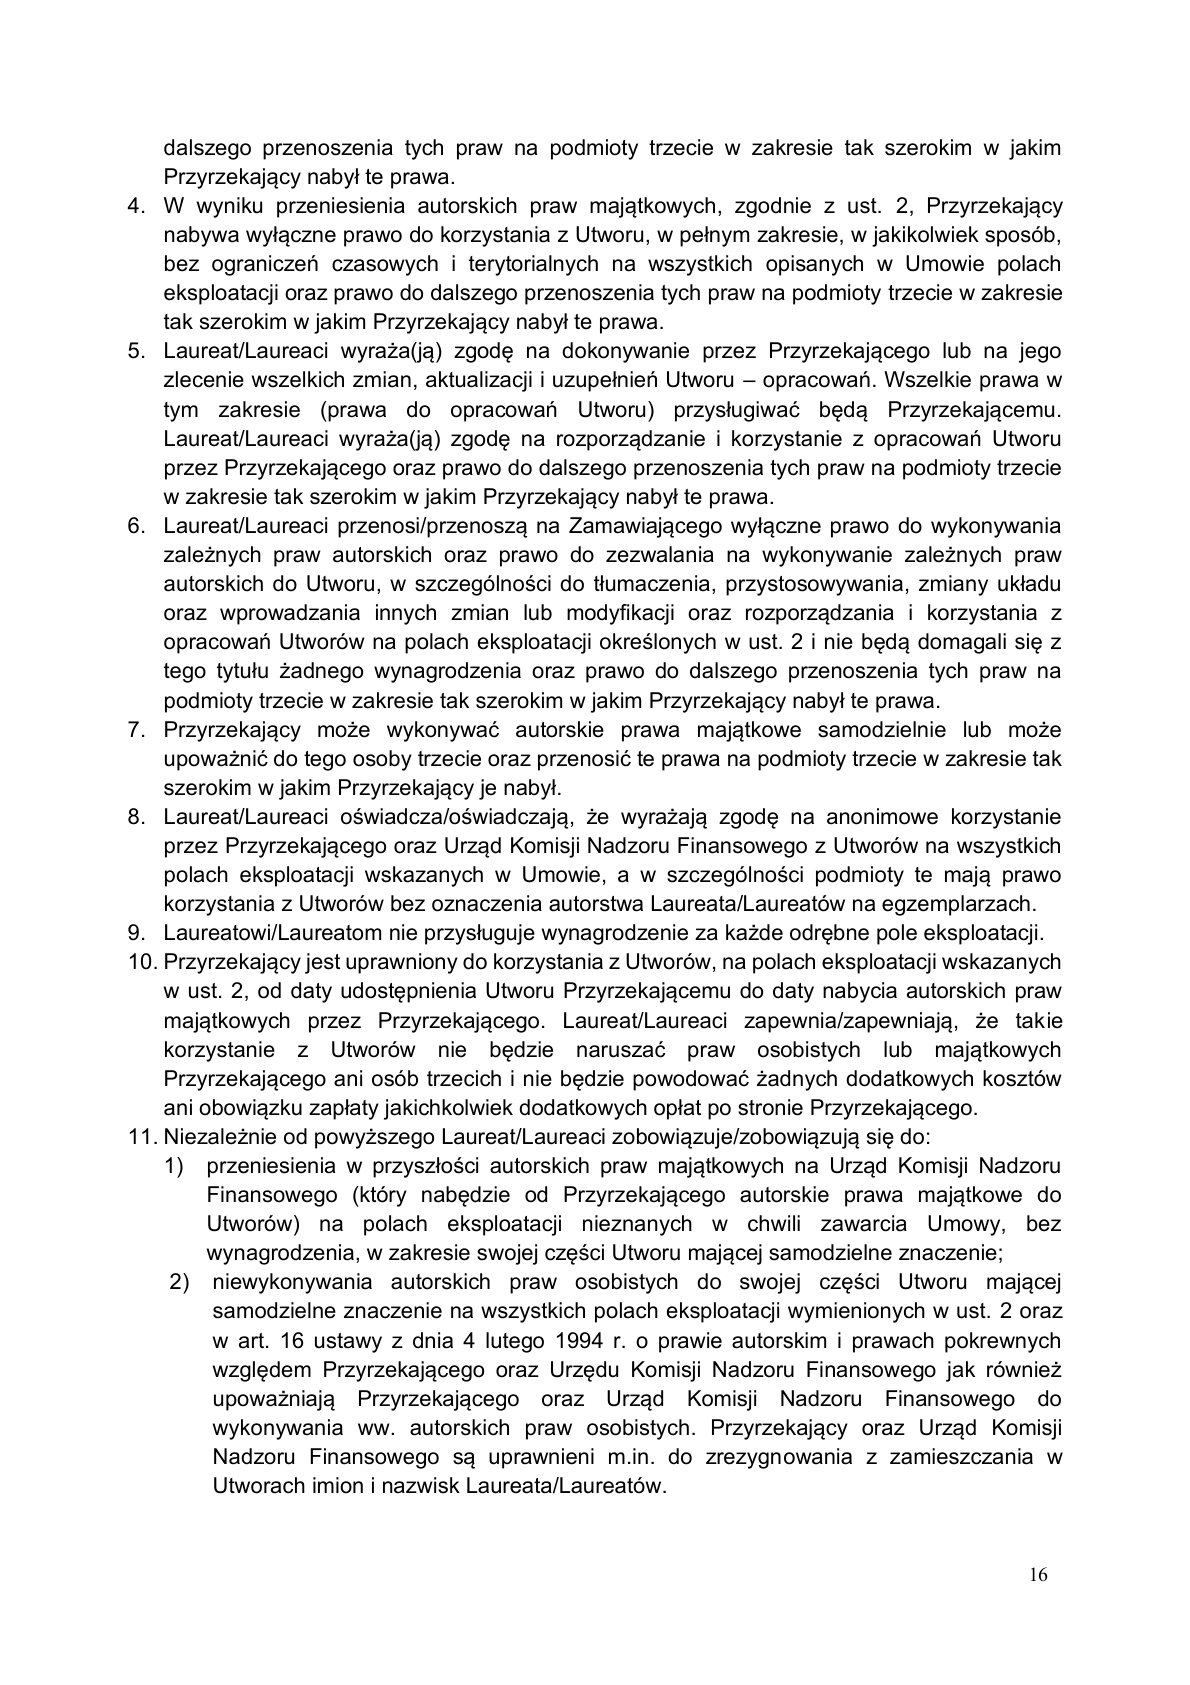 dalszego przenoszenia tych praw na podmioty trzecie w zakresie tak szerokim w jakim
Przyrzekający nabył te prawa.
4. W wyniku przeniesienia autorskich praw majątkowych, zgodnie z ust. 2, Przyrzekający
nabywa wyłączne prawo do korzystania z Utworu, w pełnym zakresie, w jakikolwiek sposób,
bez ograniczeń czasowych i terytorialnych na wszystkich opisanych w Umowie polach
eksploatacji oraz prawo do dalszego przenoszenia tych praw na podmioty trzecie w zakresie
tak szerokim w jakim Przyrzekający nabył te prawa.
5. Laureat/Laureaci wyraża(ją) zgodę na dokonywanie przez Przyrzekającego lub na jego
zlecenie wszelkich zmian, aktualizacji i uzupełnień Utworu – opracowań. Wszelkie prawa w
tym zakresie (prawa do opracowań Utworu) przysługiwać będą Przyrzekającemu.
Laureat/Laureaci wyraża(ją) zgodę na rozporządzanie i korzystanie z opracowań Utworu
przez Przyrzekającego oraz prawo do dalszego przenoszenia tych praw na podmioty trzecie
w zakresie tak szerokim w jakim Przyrzekający nabył te prawa.
6. Laureat/Laureaci przenosi/przenoszą na Zamawiającego wyłączne prawo do wykonywania
zależnych praw autorskich oraz prawo do zezwalania na wykonywanie zależnych praw
autorskich do Utworu, w szczególności do tłumaczenia, przystosowywania, zmiany układu
oraz wprowadzania innych zmian lub modyfikacji oraz rozporządzania i korzystania z
opracowań Utworów na polach eksploatacji określonych w ust. 2 i nie będą domagali się z
tego tytułu żadnego wynagrodzenia oraz prawo do dalszego przenoszenia tych praw na
podmioty trzecie w zakresie tak szerokim w jakim Przyrzekający nabył te prawa.
7. Przyrzekający może wykonywać autorskie prawa majątkowe samodzielnie lub może
upoważnić do tego osoby trzecie oraz przenosić te prawa na podmioty trzecie w zakresie tak
szerokim w jakim Przyrzekający je nabył.
8. Laureat/Laureaci oświadcza/oświadczają, że wyrażają zgodę na anonimowe korzystanie
przez Przyrzekającego oraz Urząd Komisji Nadzoru Finansowego z Utworów na wszystkich
polach eksploatacji wskazanych w Umowie, a w szczególności podmioty te mają prawo
korzystania z Utworów bez oznaczenia autorstwa Laureata/Laureatów na egzemplarzach.
9. Laureatowi/Laureatom nie przysługuje wynagrodzenie za każde odrębne pole eksploatacji.
10. Przyrzekający jest uprawniony do korzystania z Utworów, na polach eksploatacji wskazanych
w ust. 2, od daty udostępnienia Utworu Przyrzekającemu do daty nabycia autorskich praw
majątkowych przez Przyrzekającego. Laureat/Laureaci zapewnia/zapewniają, że takie
korzystanie z Utworów nie będzie naruszać praw osobistych lub majątkowych
Przyrzekającego ani osób trzecich i nie będzie powodować żadnych dodatkowych kosztów
ani obowiązku zapłaty jakichkolwiek dodatkowych opłat po stronie Przyrzekającego.
11. Niezależnie od powyższego Laureat/Laureaci zobowiązuje/zobowiązują się do:
1) przeniesienia w przyszłości autorskich praw majątkowych na Urząd Komisji Nadzoru
Finansowego (który nabędzie od Przyrzekającego autorskie prawa majątkowe do
Utworów) na polach eksploatacji nieznanych w chwili zawarcia Umowy, bez
wynagrodzenia, w zakresie swojej części Utworu mającej samodzielne znaczenie;
2) niewykonywania autorskich praw osobistych do swojej części Utworu mającej
samodzielne znaczenie na wszystkich polach eksploatacji wymienionych w ust. 2 oraz
w art. 16 ustawy z dnia 4 lutego 1994 r. o prawie autorskim i prawach pokrewnych
względem Przyrzekającego oraz Urzędu Komisji Nadzoru Finansowego jak również
upoważniają Przyrzekającego oraz Urząd Komisji Nadzoru Finansowego do
wykonywania ww. autorskich praw osobistych. Przyrzekający oraz Urząd Komisji
Nadzoru Finansowego są uprawnieni m.in. do zrezygnowania z zamieszczania w
Utworach imion i nazwisk Laureata/Laureatów.
16